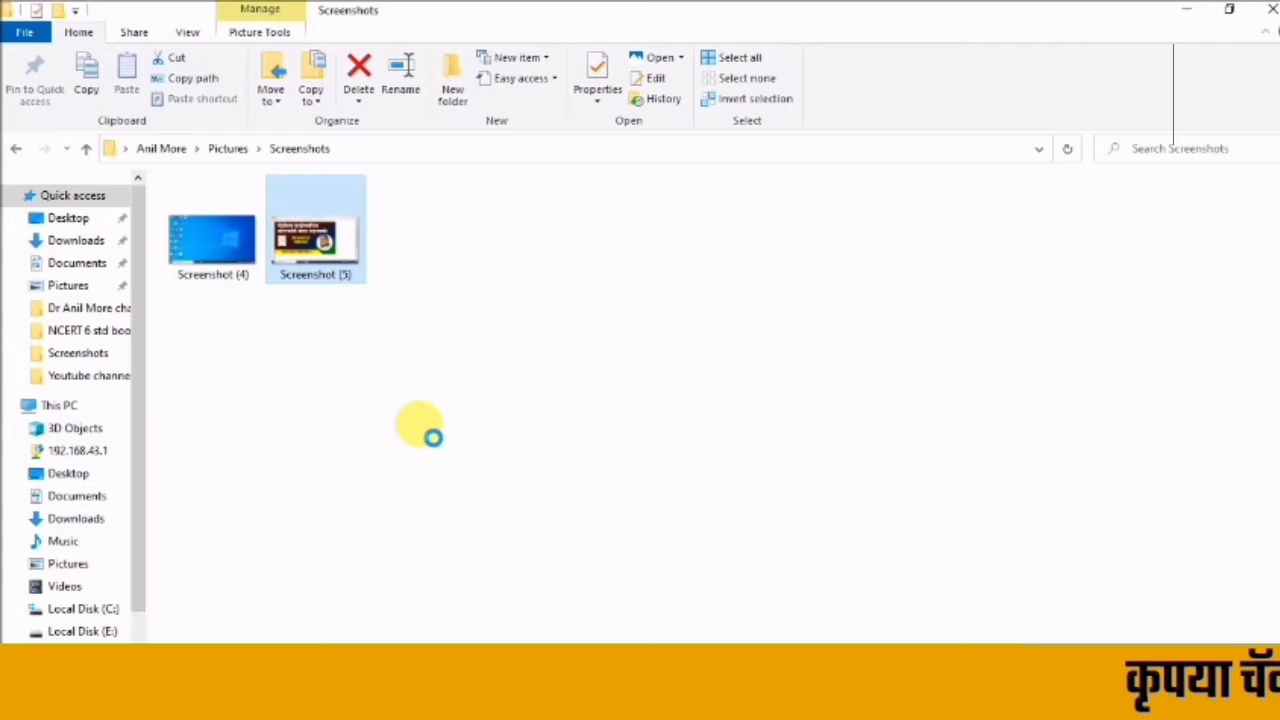 Manage
Screenshots
File
Home
Share
View
Picture Tools
Pin to Quick
access
Copy
Paste
Cut
Copy path
Paste shortcut
Clipboard
Move
to
Copy
to
Delete
Rename
Organize
New
folder
New item
Easy access
New
Properties
Open
Edit
History
Open
Select all
Select none
Invert selection
Select
Anil More > Pictures > Screenshots
Search Screenshots
Quick access
Desktop
Downloads
Documents
Pictures
Dr Anil More cha
NCERT 6 std boo
Screenshots
Youtube channe
This PC
3D Objects
192.168.43.1
Desktop
Documents
Downloads
Music
Pictures
Videos
Local Disk (C:)
Local Disk (E:)
Screenshot (4)
Screenshot (5)
कृपया